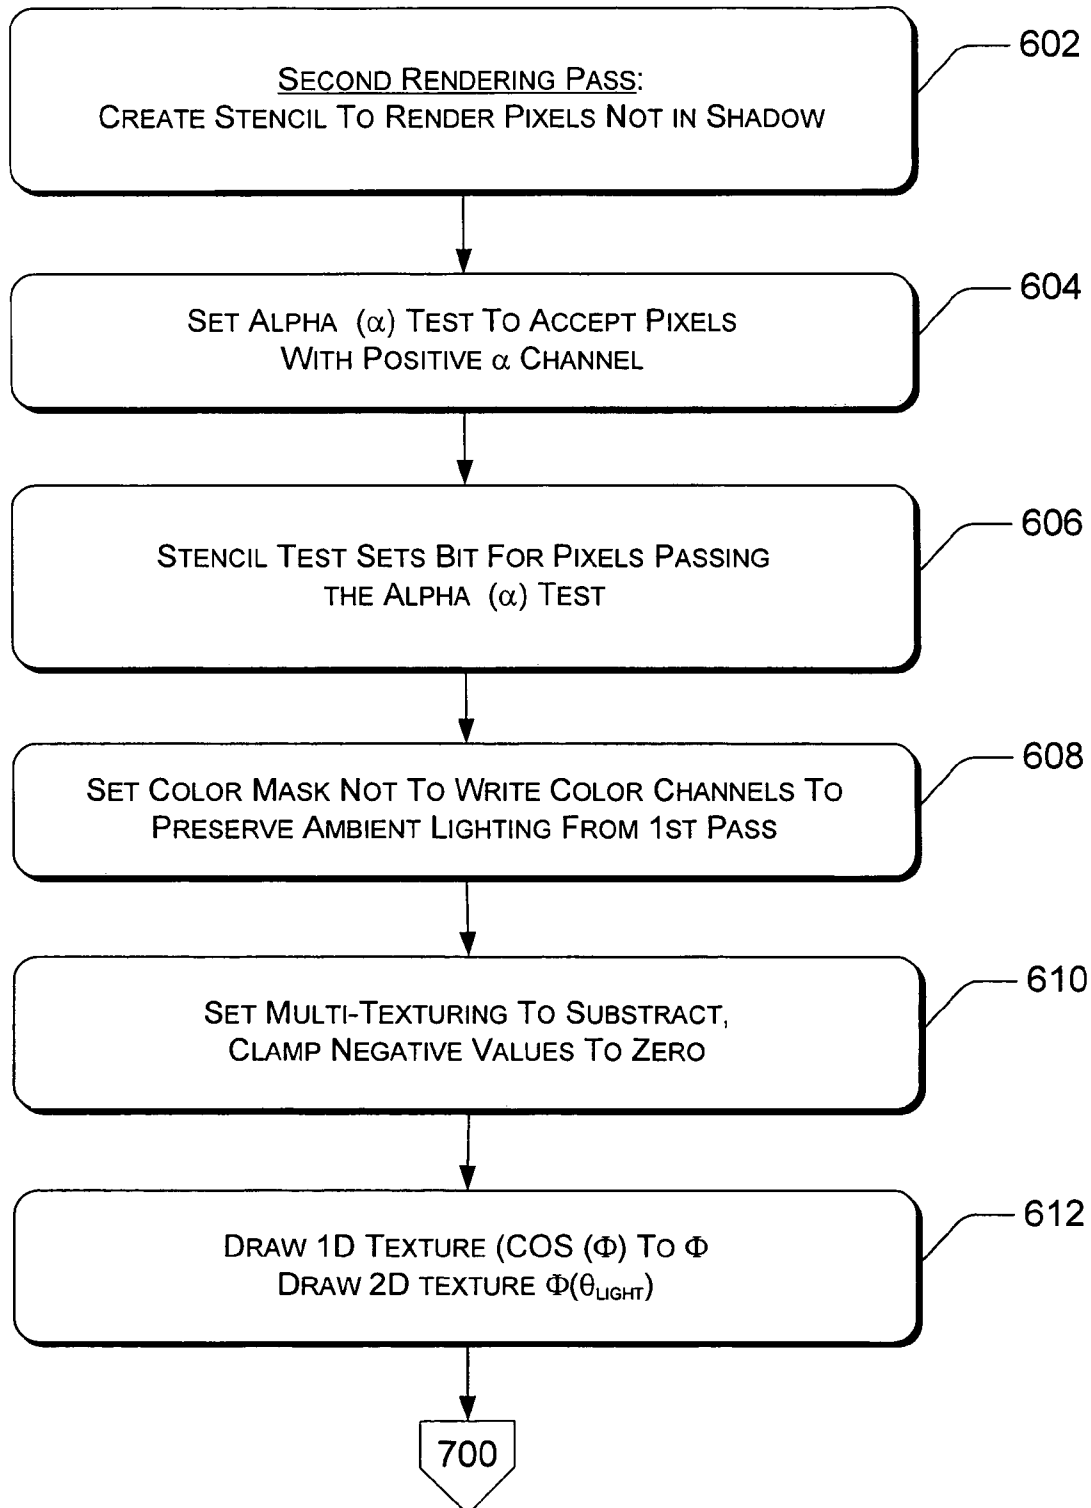 SECOND RENDERING PASS:
CREATE STENCIL TO RENDER PIXELS NOT IN SHADOW
602
SET ALPHA (α) TEST TO ACCEPT PIXELS
WITH POSITIVE α CHANNEL
604
STENCIL TEST SETS BIT FOR PIXELS PASSING
THE ALPHA (α) TEST
606
SET COLOR MASK NOT TO WRITE COLOR CHANNELS TO
PRESERVE AMBIENT LIGHTING FROM 1ST PASS
608
SET MULTI-TEXTURING TO SUBSTRACT,
CLAMP NEGATIVE VALUES TO ZERO
610
DRAW 1D TEXTURE (COS (Φ) TO Φ
DRAW 2D TEXTURE Φ(θLIGHT)
612
700